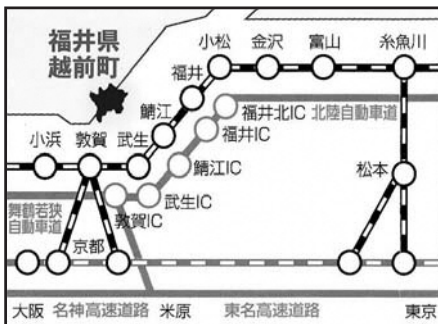 福井県
越前町
小松
金沢
富山
糸魚川
福井
鯖江
小浜
敦賀
武生
福井北IC
北陸自動車道
福井IC
鯖江IC
武生IC
敦賀IC
松本
舞鶴若狭
自動車道
京都
大阪
名神高速道路
米原
東名高速道路
東京